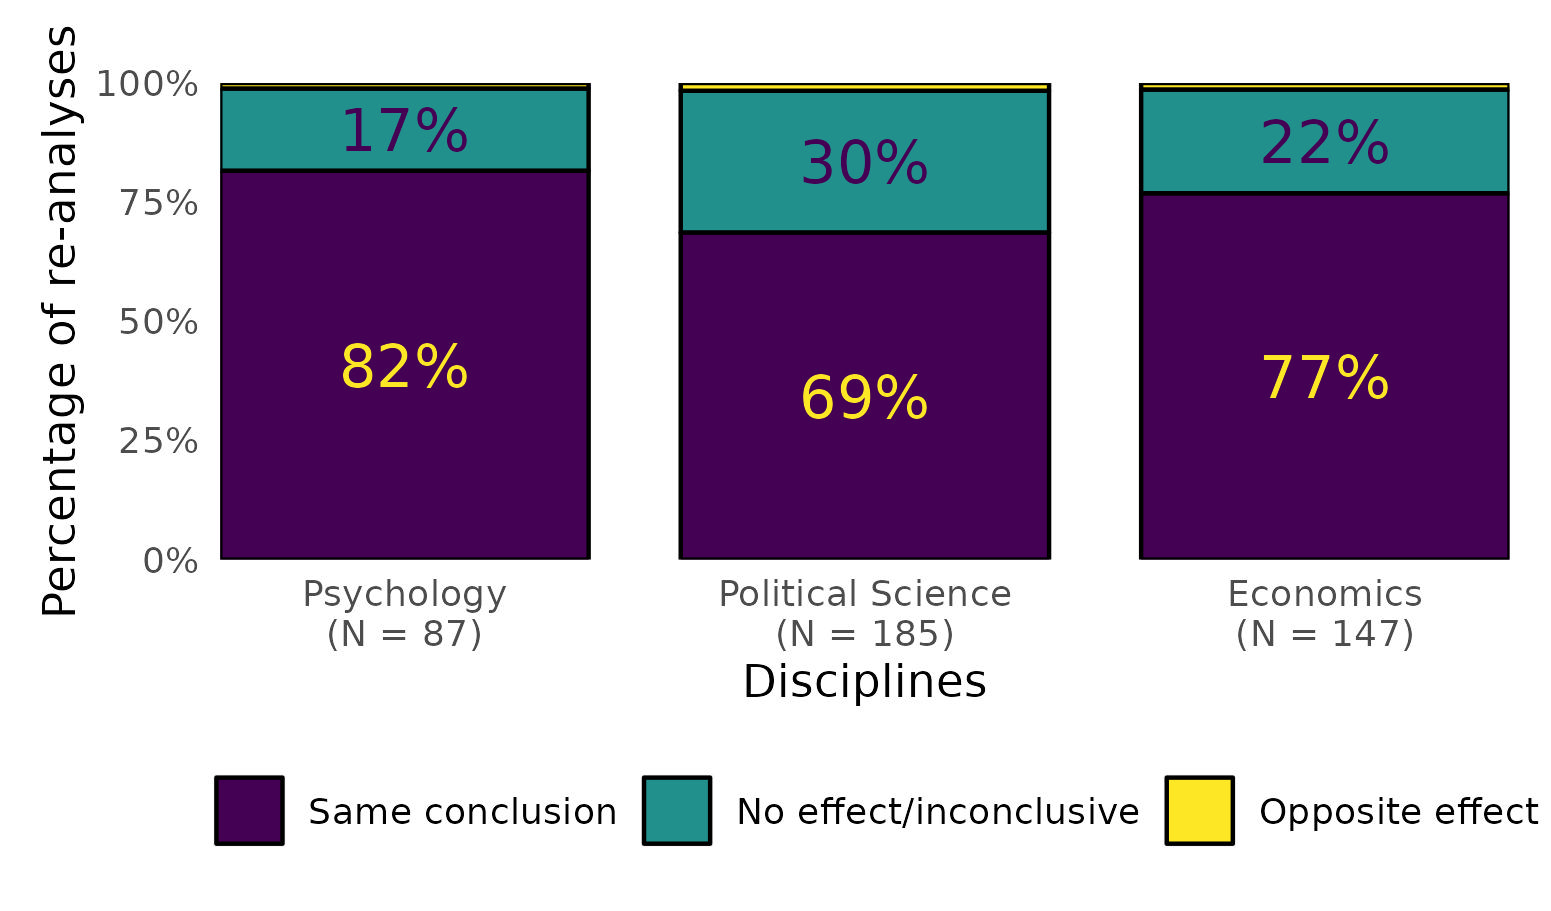 Percentage of re-analyses
100%
75%
50%
25%
0%
17%
82%
30%
69%
22%
77%
Psychology
(N = 87)
Political Science
(N = 185)
Economics
(N = 147)
Disciplines
Same conclusion
No effect/inconclusive
Opposite effect